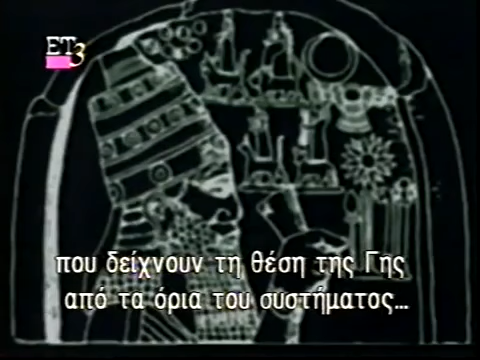 ET3
που δείχνουν τη θέση της Γης
από τα όρια του συστήματος...